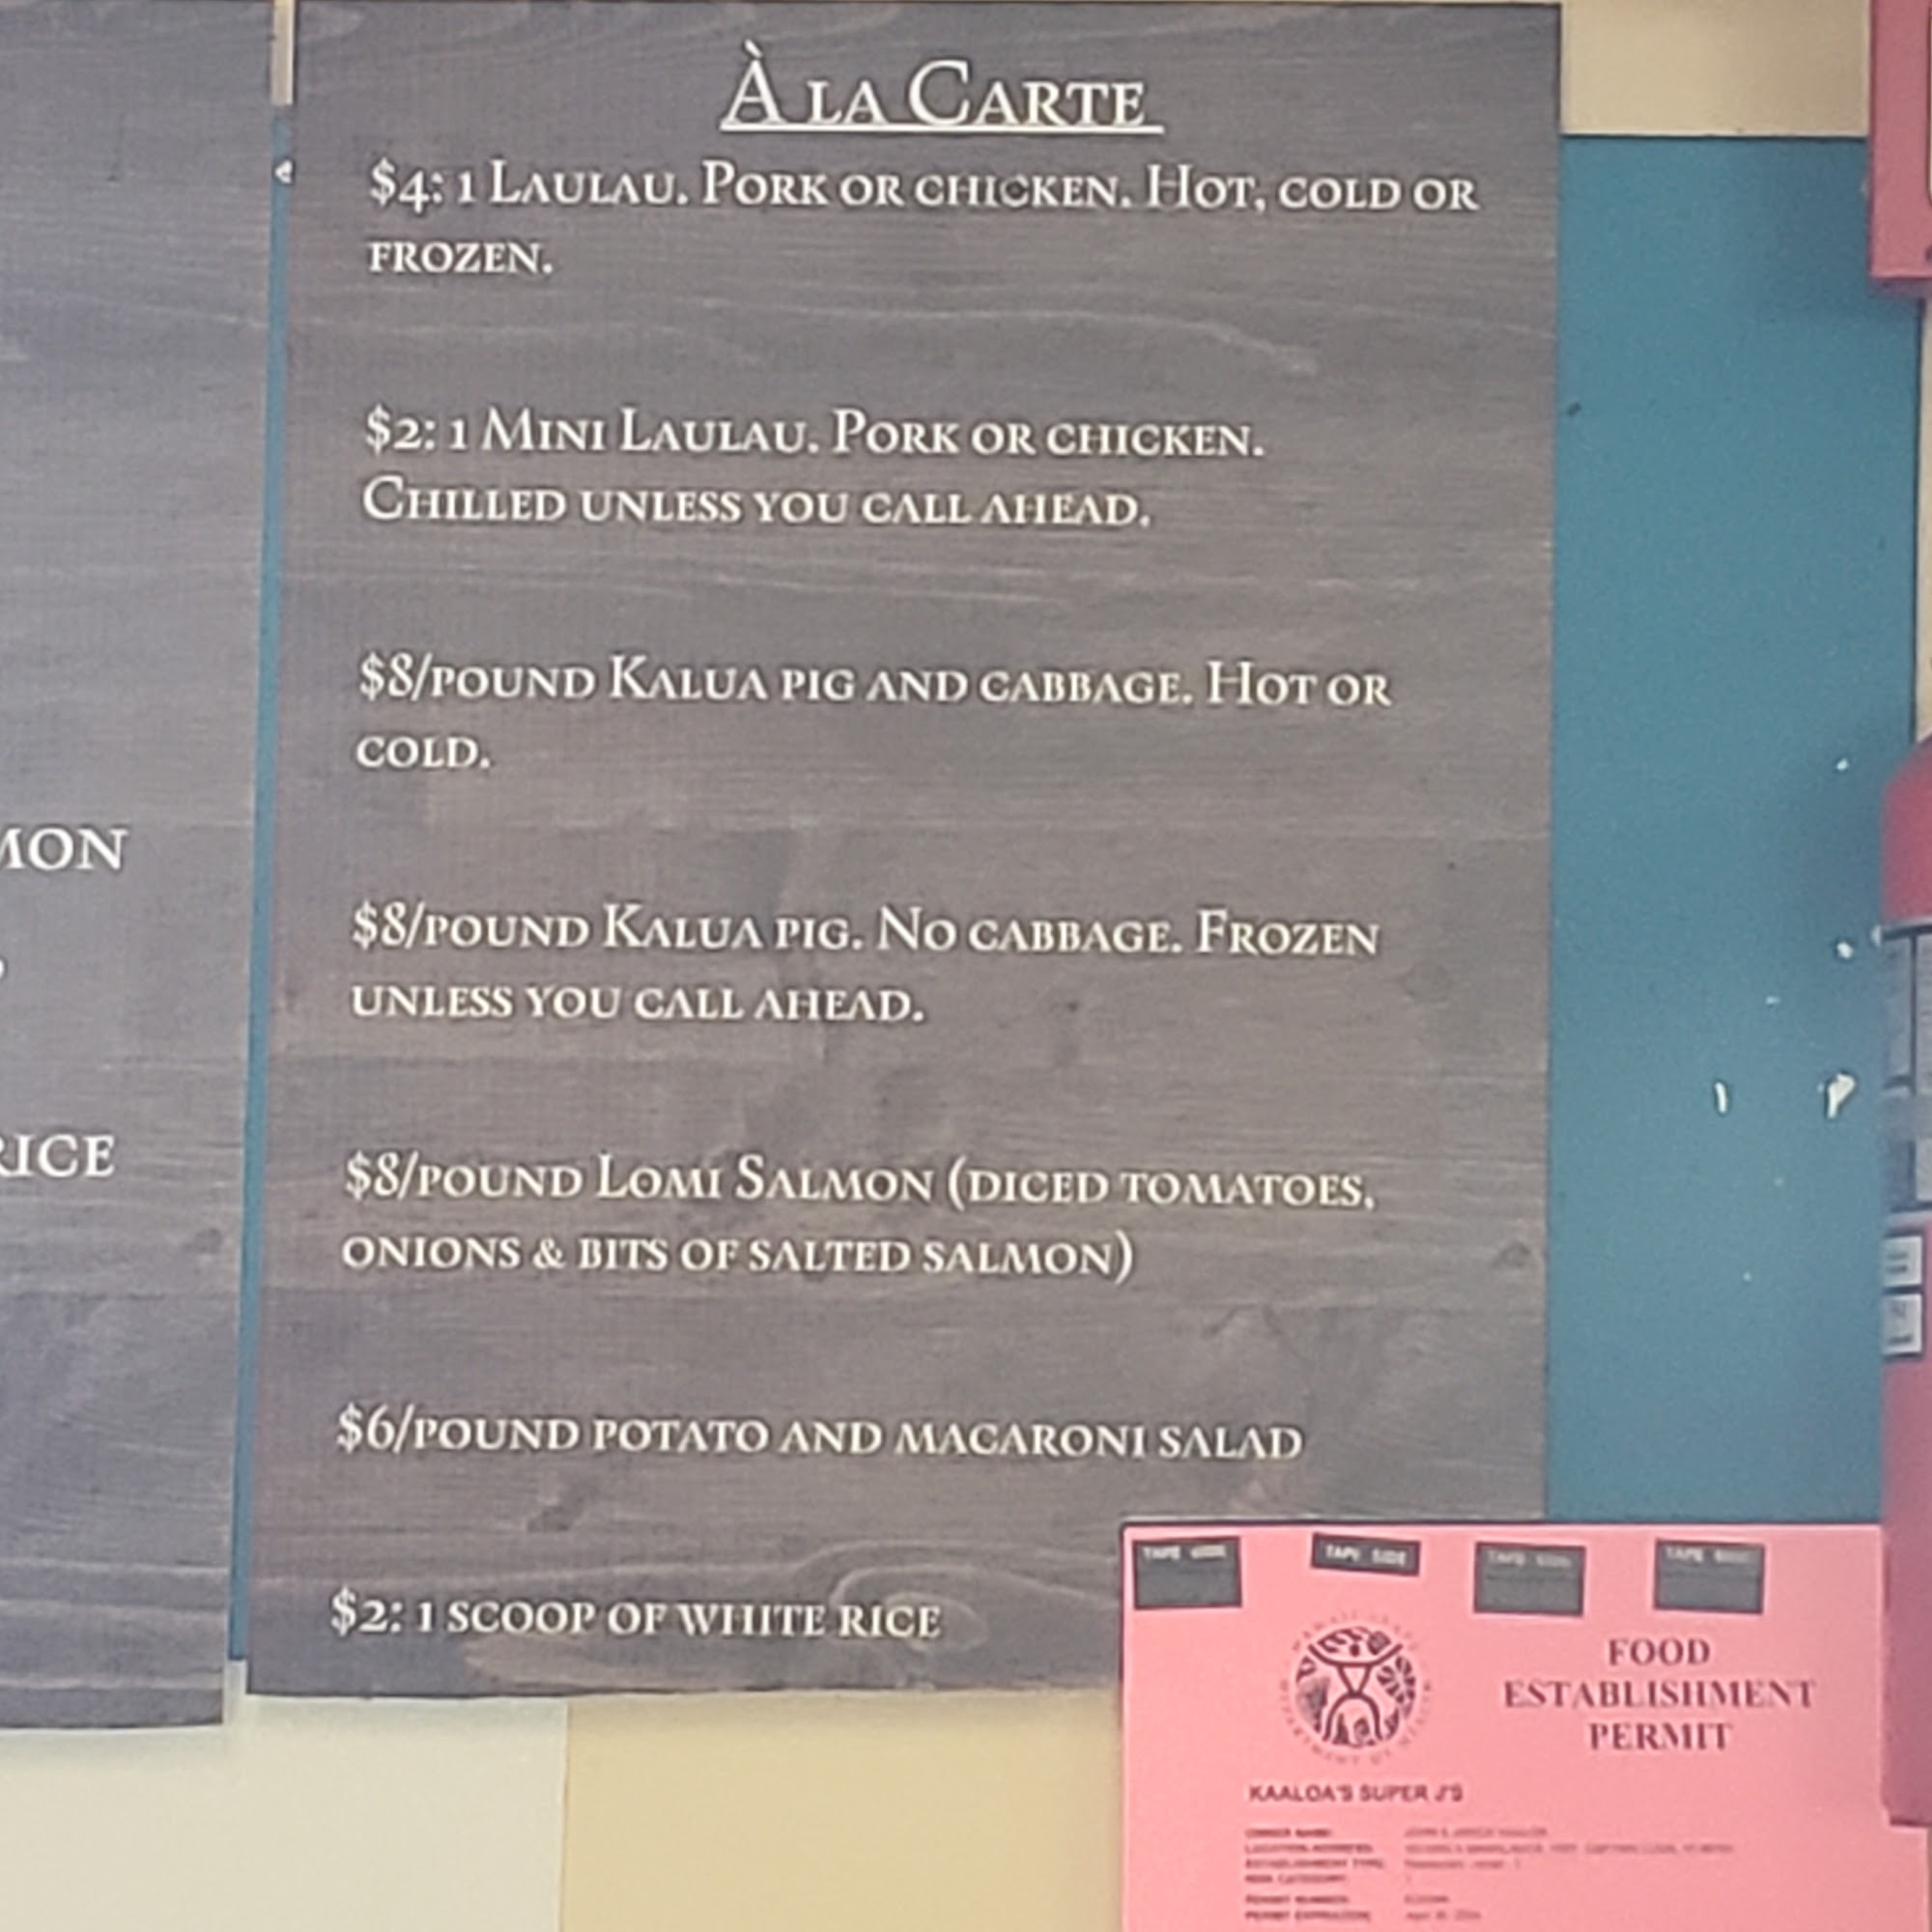 À la Carte
$4: 1 Laulau. Pork or chicken. Hot, cold or
frozen.
$2: 1 Mini Laulau. Pork or chicken.
Chilled unless you call ahead.
$8/pound Kalua pig and cabbage. Hot or
cold.
$8/pound Kalua pig. No cabbage. Frozen
unless you call ahead.
$8/pound Lomi Salmon (diced tomatoes,
onions & bits of salted salmon)
$6/pound potato and macaroni salad
$2: 1 scoop of white rice
RICE
TAPE SIDE
FOOD
ESTABLISHMENT
PERMIT
KAALOA'S SUPER J'S